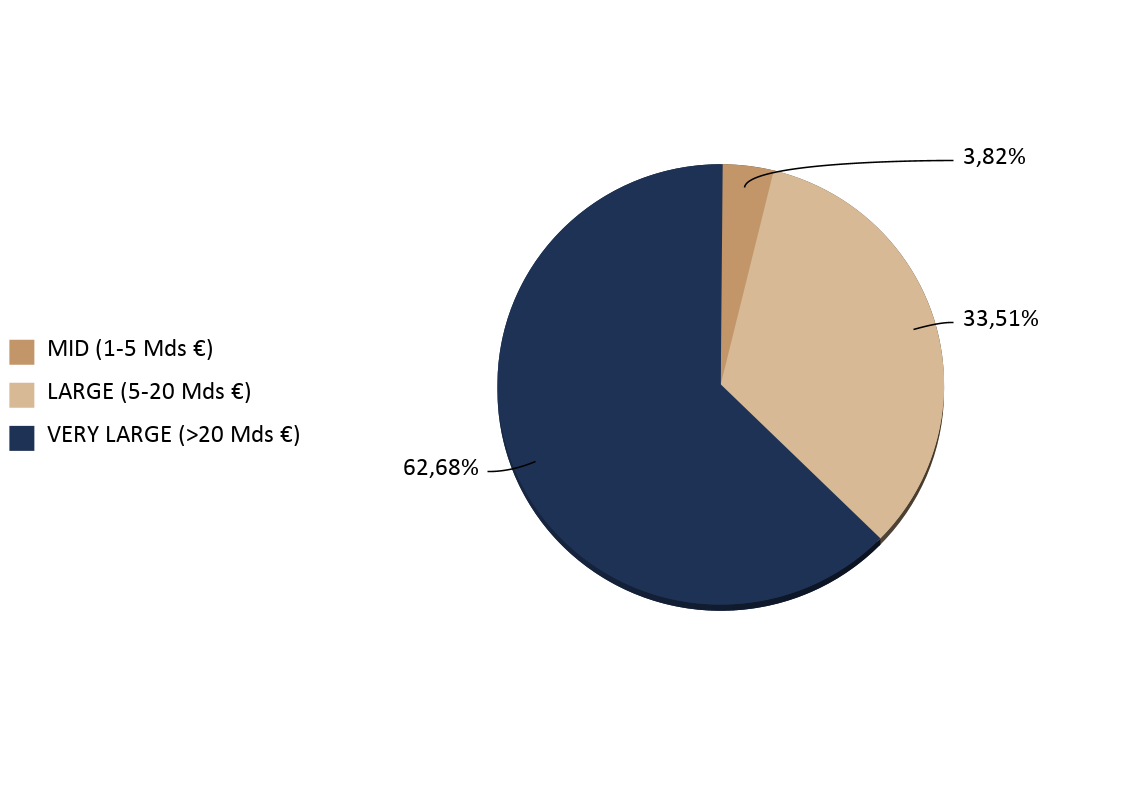 3,82%
33,51%
MID (1-5 Mds €)
LARGE (5-20 Mds €)
VERY LARGE (>20 Mds €)
62,68%